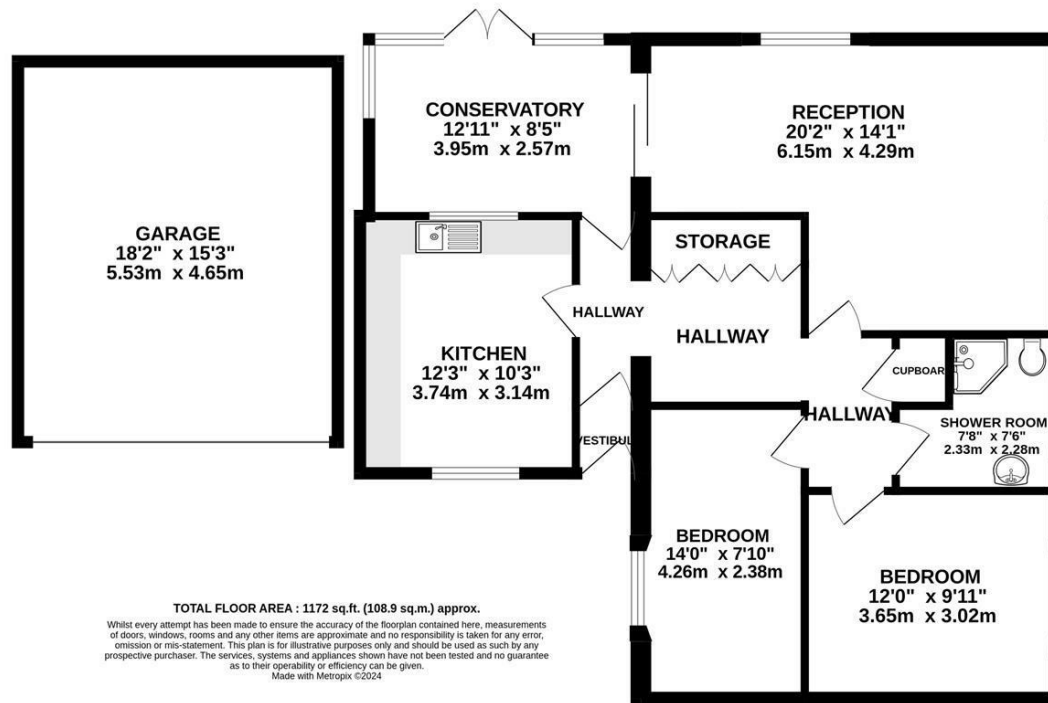 CONSERVATORY
12'11" x 8'5"
3.95m x 2.57m
RECEPTION
20'2" x 14'1"
6.15m x 4.29m
GARAGE
18'2" x 15'3"
5.53m x 4.65m
STORAGE
HALLWAY
HALLWAY
KITCHEN
12'3" x 10'3"
3.74m x 3.14m
CUPBOAR
HALLWAY
SHOWER ROOM
7'8" x 7'6"
2.33m x 2.28m
VESTIBUL
BEDROOM
14'0" x 7'10"
4.26m x 2.38m
BEDROOM
12'0" x 9'11"
3.65m x 3.02m
TOTAL FLOOR AREA : 1172 sq.ft. (108.9 sq.m.) approx.
Whilst every attempt has been made to ensure the accuracy of the floorplan contained here, measurements
of doors, windows, rooms and any other items are approximate and no responsibility is taken for any error,
omission or mis-statement. This plan is for illustrative purposes only and should be used as such by any
prospective purchaser. The services, systems and appliances shown have not been tested and no guarantee
as to their operability or efficiency can be given.
Made with Metropix ©2024